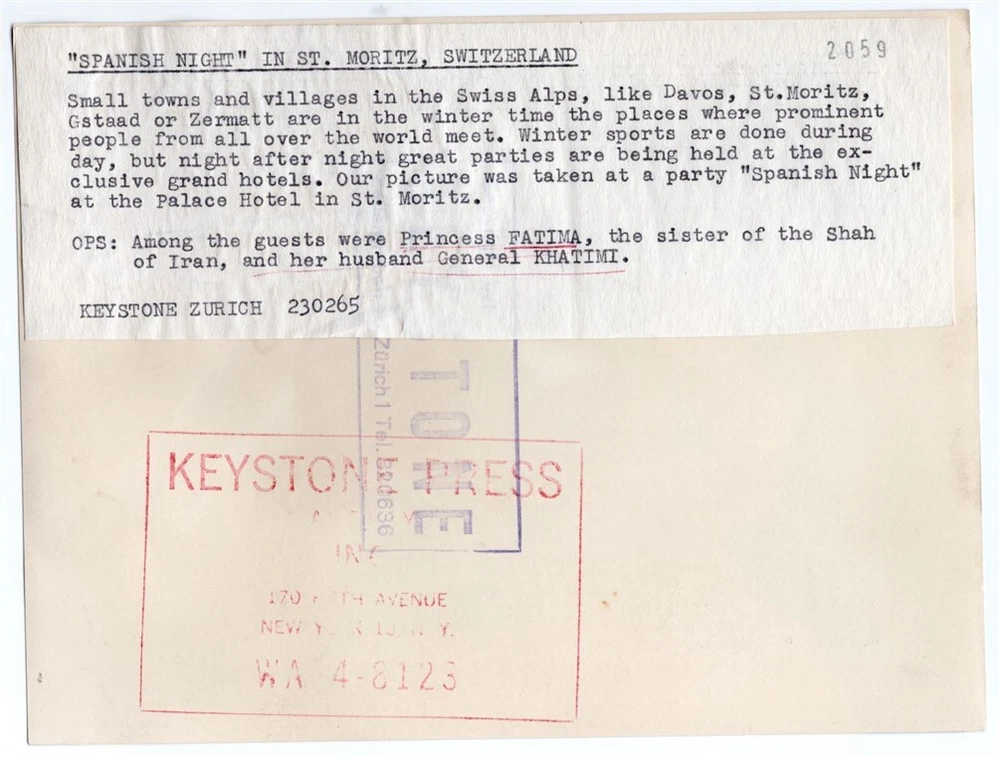 "SPANISH NIGHT" IN ST. MORITZ, SWITZERLAND
2059
Small towns and villages in the Swiss Alps, like Davos, St.Moritz,
Gstaad or Zermatt are in the winter time the places where prominent
people from all over the world meet. Winter sports are done during
day, but night after night great parties are being held at the ex-
clusive grand hotels. Our picture was taken at a party "Spanish Night"
at the Palace Hotel in St. Moritz.
OPS: Among the guests were Princess FATIMA, the sister of the Shah
of Iran, and her husband General KHATIMI.
KEYSTONE ZURICH 230265
TONE
Zürich 1 Tel.
KEYSTONE PRESS
INC
170 AVENUE
NEW
WA 4-8123